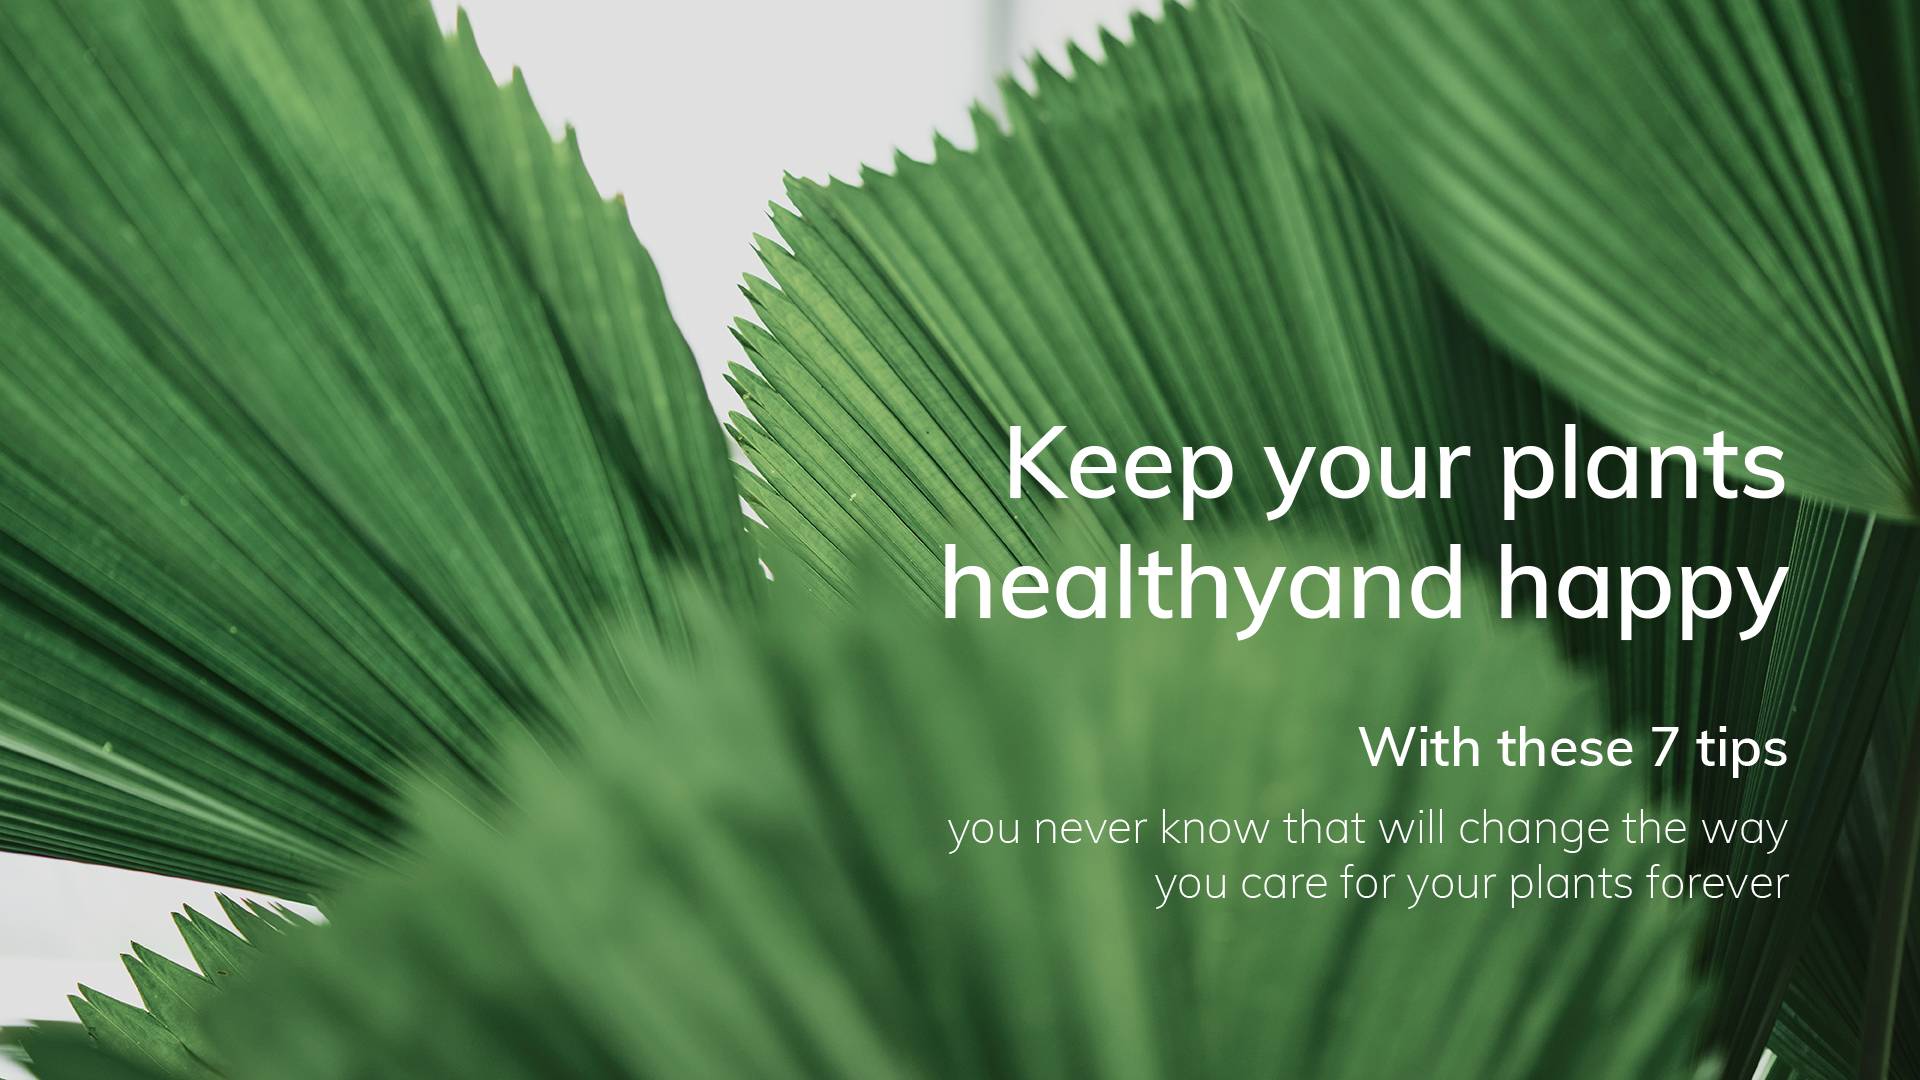 Keep your plants
healthyand happy
With these 7 tips
you never know that will change the way
you care for your plants forever